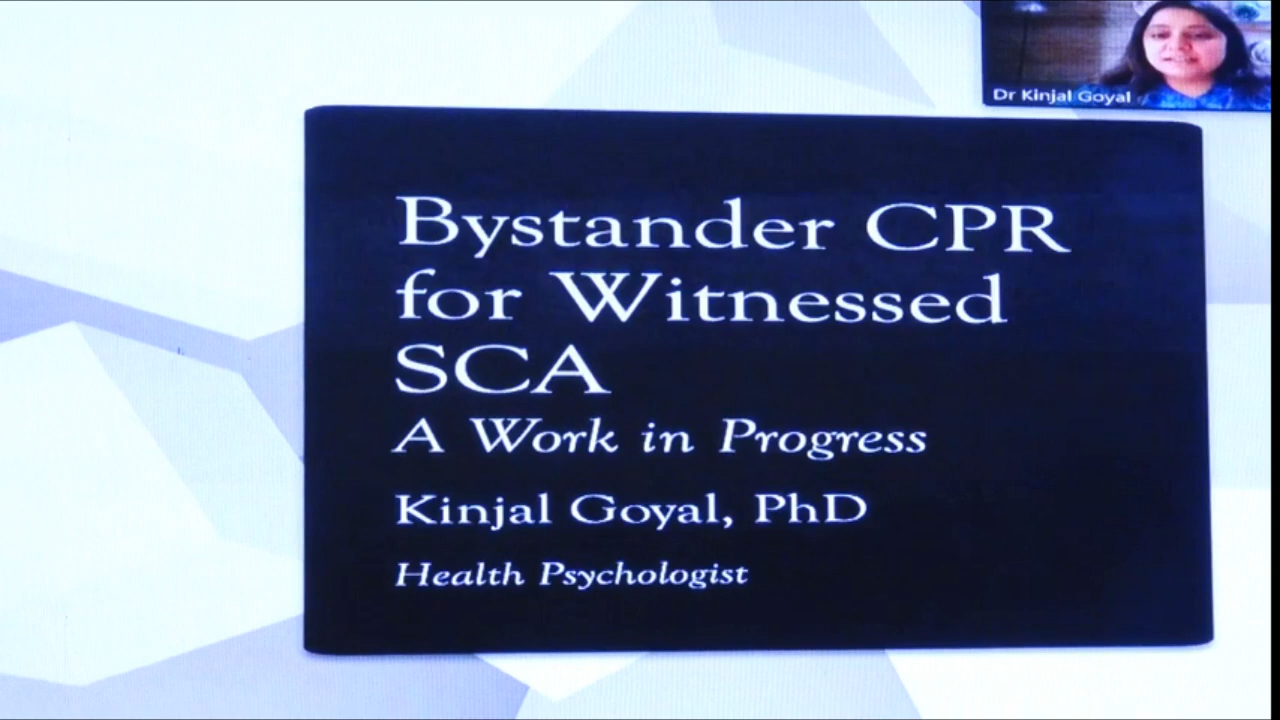 Dr Kinjal Goyal
Bystander CPR
for Witnessed
SCA
A Work in Progress
Kinjal Goyal, PhD
Health Psychologist